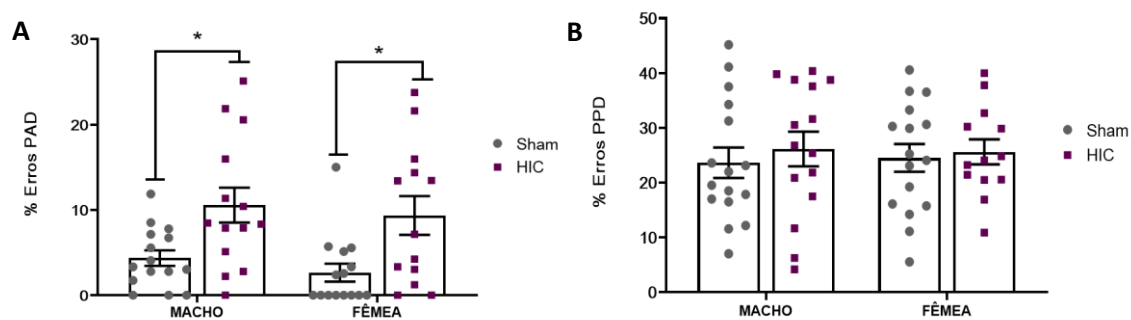 A
% Erros PAD
30
20
10
0
*
*
MACHO
FÊMEA
Sham
HIC
B
% Erros PPD
50
40
30
20
10
0
MACHO
FÊMEA
Sham
HIC